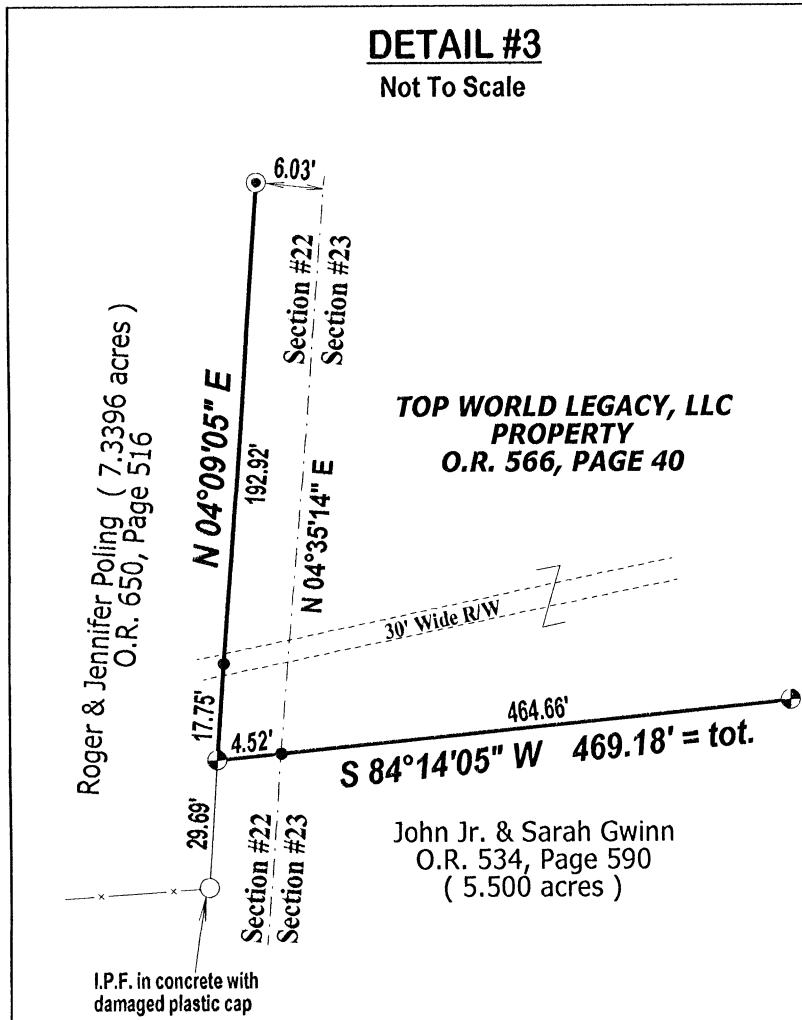 DETAIL #3
Not To Scale
6.03'
Section #22
Section #23
Roger & Jennifer Poling ( 7.3396 acres )
O.R. 650, Page 516
N 04°09'05" E
192.92'
N 04°35'14" E
TOP WORLD LEGACY, LLC
PROPERTY
O.R. 566, PAGE 40
30' Wide R/W
17.75'
4.52'
464.66'
S 84°14'05" W 469.18' = tot.
29.69'
Section #22
Section #23
John Jr. & Sarah Gwinn
O.R. 534, Page 590
( 5.500 acres )
I.P.F. in concrete with
damaged plastic cap